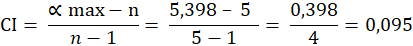 CI = (∝ max − n) / (n − 1) = (5,398 − 5) / (5 − 1) = 0,398 / 4 = 0,095